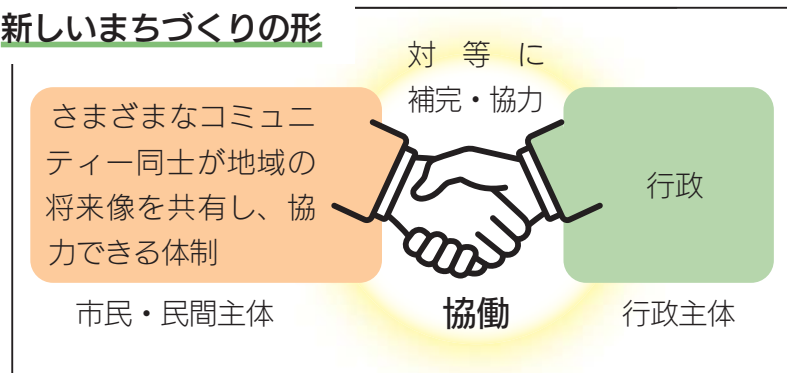 新しいまちづくりの形
対等に
補完・協力
さまざまなコミュニ
ティー同士が地域の
将来像を共有し、協
力できる体制
行政
市民・民間主体
協働
行政主体